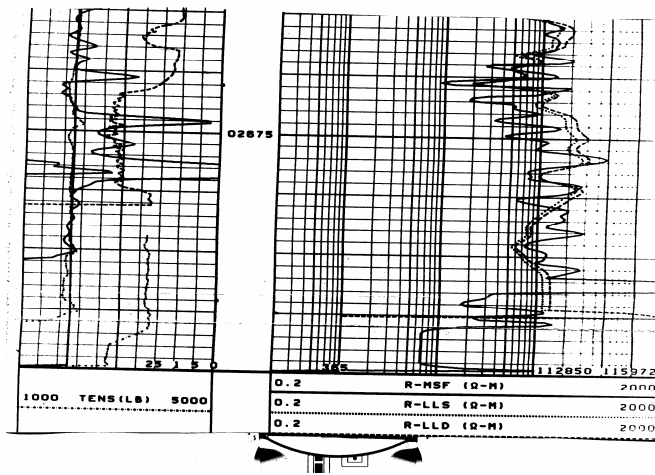 02675
25 1 5 0
365
112850 115972
0.2 R-MSF (Ω-M) 2000
1000 TENS(LB) 5000
0.2 R-LLS (Ω-M) 2000
0.2 R-LLD (Ω-M) 2000